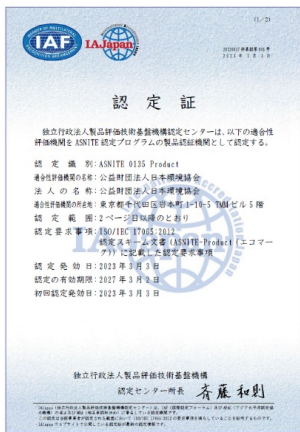 (1/2)
IAF
IAJapan
認定証
独立行政法人製品評価技術基盤機構認定センターは、以下の適合性
評価機関を ASNITE 認定プログラムの製品認証機関として認定する。
認定識別:ASNITE 0135 Product
適合性評価機関の名称:公益財団法人日本環境協会
法人の名称:公益財団法人日本環境協会
適合性評価機関の所在地:東京都千代田区岩本町 1-10-5 TMMビル5階
認定範囲:2ページ目以降のとおり
認定要求事項:ISO/IEC 17065:2012
認定スキーム文書(ASNITE-Product(エコマー
ク))に記載した認定要求事項
認定発効日:2023年3月3日
認定の有効期限:2027年3月2日
初回認定発効日:2023年3月3日
独立行政法人製品評価技術基盤機構
認定センター所長 斉藤和則